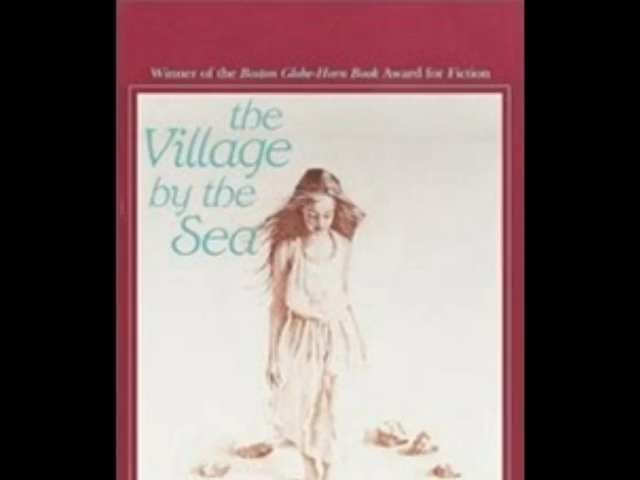 Winner of the Boston Globe-Horn Book Award for Fiction
the
Village
by the
Sea